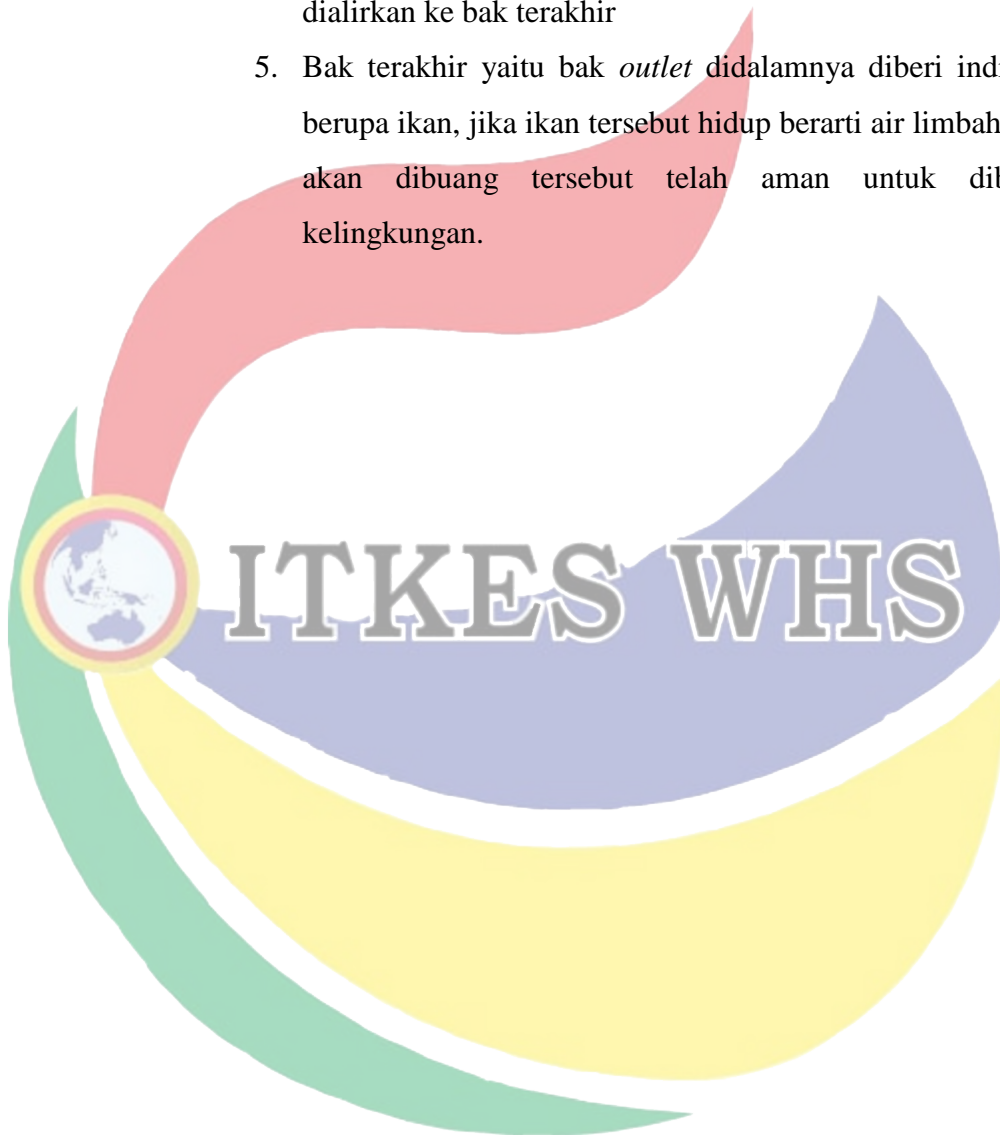 dialirkan ke bak terakhir
5. Bak terakhir yaitu bak outlet didalamnya diberi indi
berupa ikan, jika ikan tersebut hidup berarti air limbah
akan dibuang tersebut telah aman untuk dib
kelingkungan.
ITKES WHS